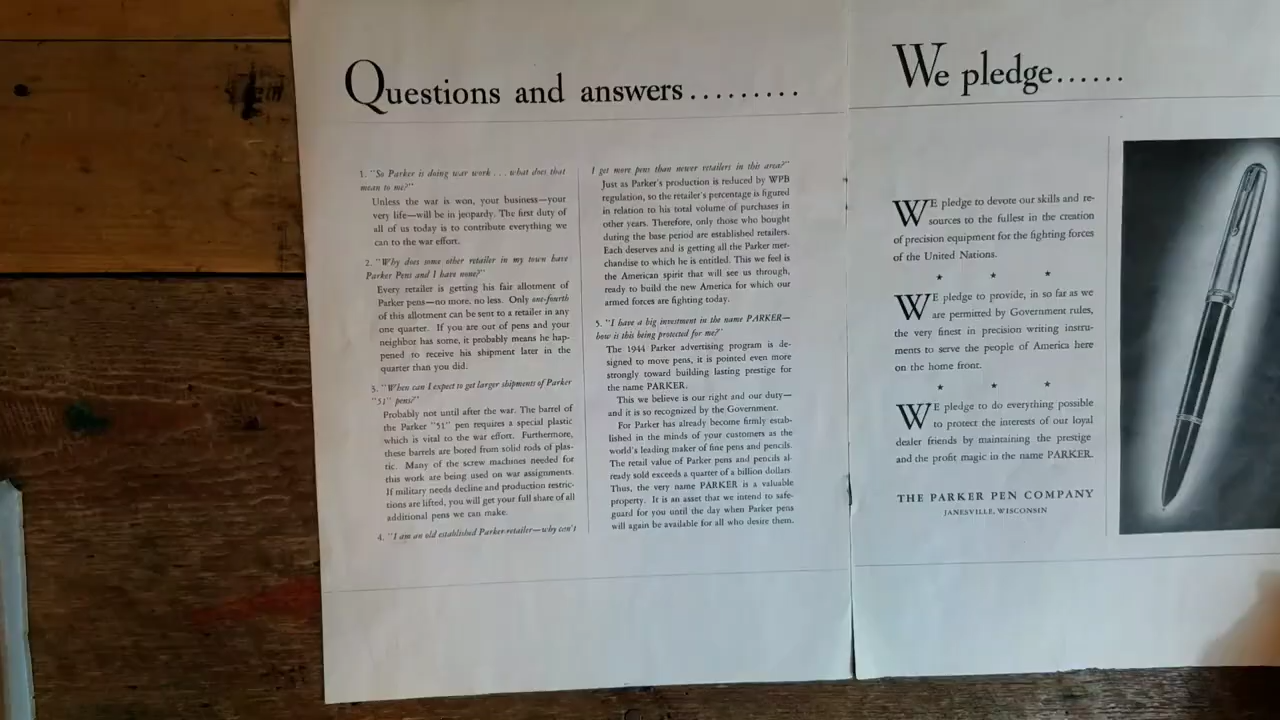 Questions and answers.........
1. "So Parker is doing war work . . . what does that
mean to me?"
Unless the war is won, your business—your
very life—will be in jeopardy. The first duty of
all of us today is to contribute everything we
can to the war effort.
2. "Why does some other retailer in my town have
Parker Pens and I have none?"
Every retailer is getting his fair allotment of
Parker pens—no more, no less. Only one-fourth
of this allotment can be sent to a retailer in any
one quarter. If you are out of pens and your
neighbor has some, it probably means he hap-
pened to receive his shipment later in the
quarter than you did.
3. "When can I expect to get larger shipments of Parker
"51" pens?"
Probably not until after the war. The barrel of
the Parker "51" pen requires a special plastic
which is vital to the war effort. Furthermore,
these barrels are bored from solid rods of plas-
tic. Many of the screw machines needed for
this work are being used on war assignments.
If military needs decline and production restric-
tions are lifted, you will get your full share of all
additional pens we can make.
4. "I am an old established Parker retailer—why can't
I get more pens than newer retailers in this area?"
Just as Parker's production is reduced by WPB
regulation, so the retailer's percentage is figured
in relation to his total volume of purchases in
other years. Therefore, only those who bought
during the base period are established retailers.
Each deserves and is getting all the Parker mer-
chandise to which he is entitled. This we feel is
the American spirit that will see us through,
ready to build the new America for which our
armed forces are fighting today.
5. "I have a big investment in the name PARKER—
how is this being protected for me?"
The 1944 Parker advertising program is de-
signed to move pens, it is pointed even more
strongly toward building lasting prestige for
the name PARKER.
This we believe is our right and our duty—
and it is so recognized by the Government.
For Parker has already become firmly estab-
lished in the minds of your customers as the
world's leading maker of fine pens and pencils.
The retail value of Parker pens and pencils al-
ready sold exceeds a quarter of a billion dollars
Thus, the very name PARKER is a valuable
property. It is an asset that we intend to safe-
guard for you until the day when Parker pens
will again be available for all who desire them.
We pledge......
WE pledge to devote our skills and re-
sources to the fullest in the creation
of precision equipment for the fighting forces
of the United Nations.
WE pledge to provide, in so far as we
are permitted by Government rules,
the very finest in precision writing instru-
ments to serve the people of America here
on the home front.
WE pledge to do everything possible
to protect the interests of our loyal
dealer friends by maintaining the prestige
and the profit magic in the name PARKER.
THE PARKER PEN COMPANY
JANESVILLE, WISCONSIN